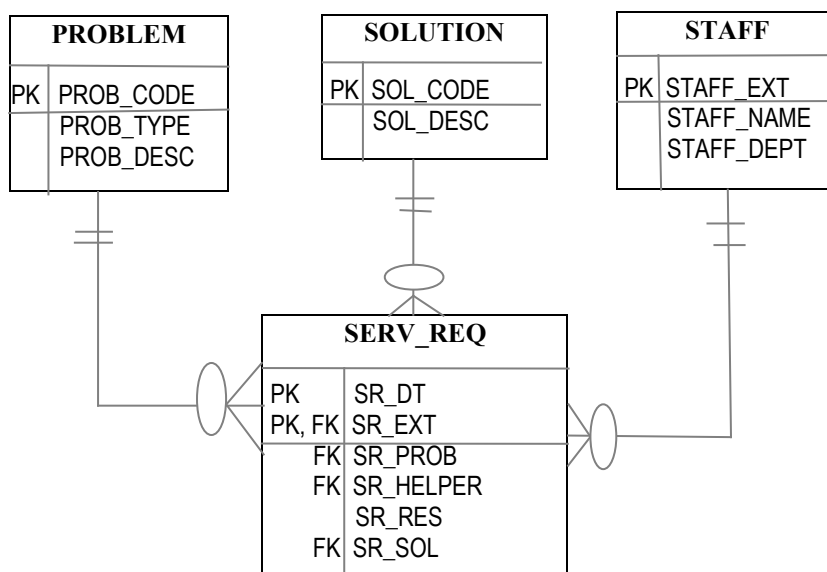 PROBLEM
PK PROB_CODE
PROB_TYPE
PROB_DESC
SOLUTION
PK SOL_CODE
SOL_DESC
STAFF
PK STAFF_EXT
STAFF_NAME
STAFF_DEPT
SERV_REQ
PK SR_DT
PK, FK SR_EXT
FK SR_PROB
FK SR_HELPER
SR_RES
FK SR_SOL